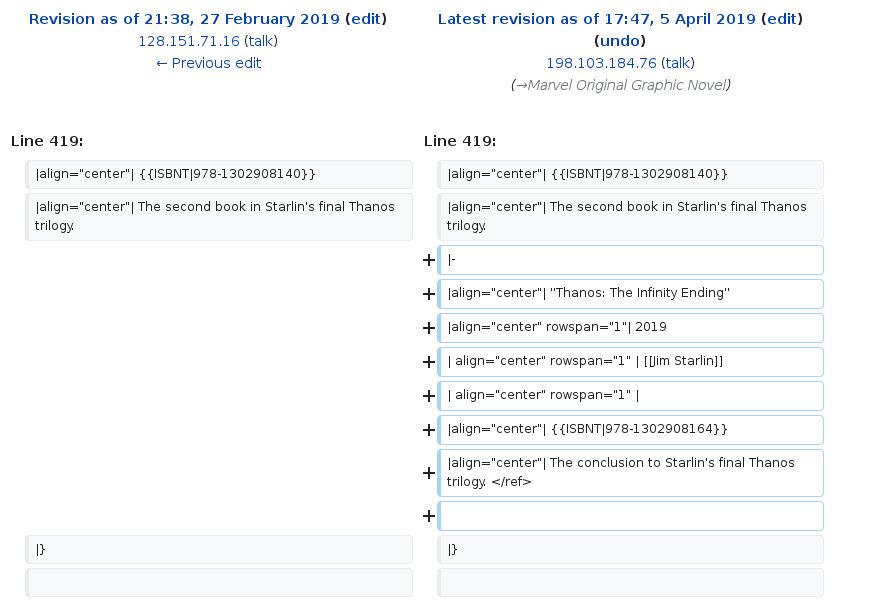 Revision as of 21:38, 27 February 2019 (edit)
128.151.71.16 (talk)
← Previous edit
Latest revision as of 17:47, 5 April 2019 (edit)
(undo)
198.103.184.76 (talk)
(→Marvel Original Graphic Novel)
Line 419:
Line 419:
|align="center"| {{ISBNT|978-1302908140}}
|align="center"| {{ISBNT|978-1302908140}}
|align="center"| The second book in Starlin's final Thanos
trilogy.
|align="center"| The second book in Starlin's final Thanos
trilogy.
+ |-
+ |align="center"| ''Thanos: The Infinity Ending''
+ |align="center" rowspan="1"| 2019
+ | align="center" rowspan="1" | [[Jim Starlin]]
+ | align="center" rowspan="1" |
+ |align="center"| {{ISBNT|978-1302908164}}
+ |align="center"| The conclusion to Starlin's final Thanos
trilogy. </ref>
+
|}
|}